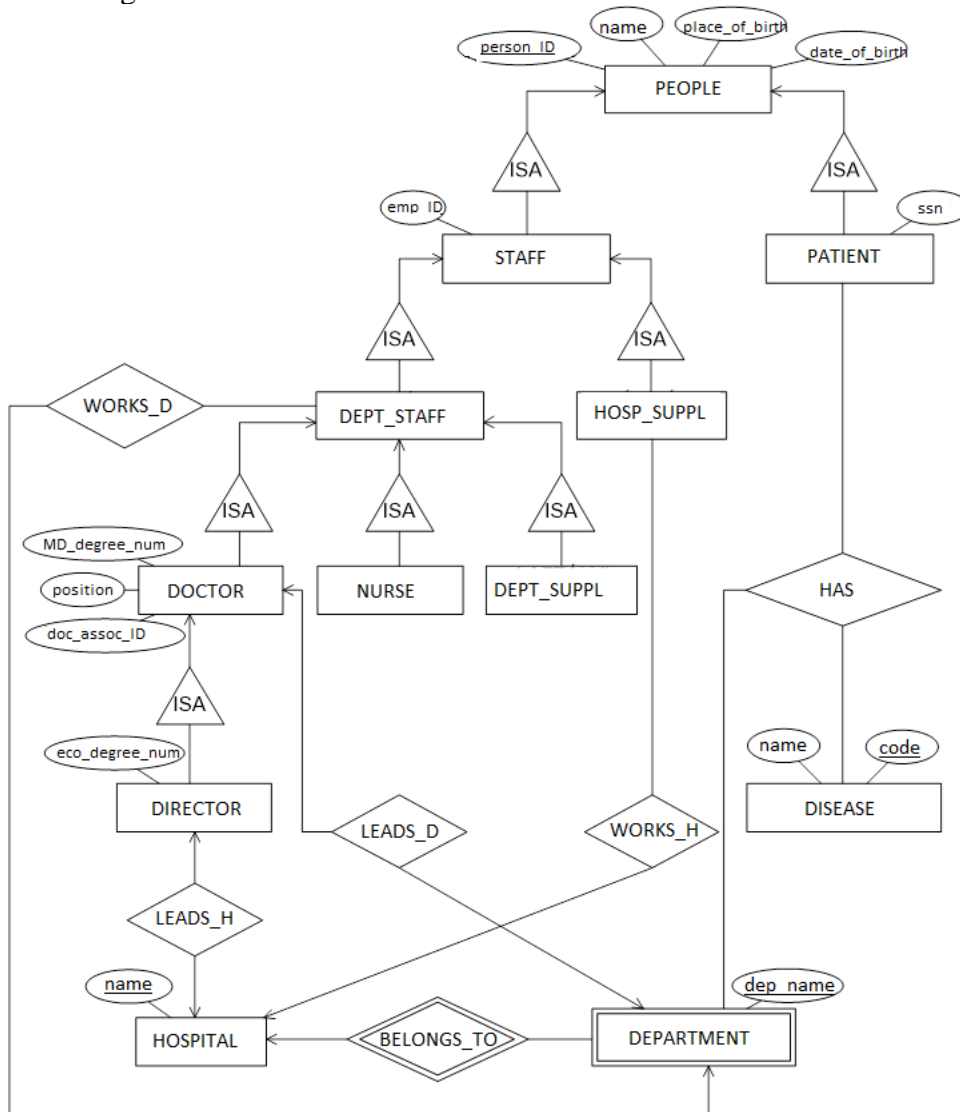 person_ID
name
place_of_birth
date_of_birth
PEOPLE
ISA
ISA
emp_ID
ssn
STAFF
PATIENT
ISA
ISA
WORKS_D
DEPT_STAFF
HOSP_SUPPL
ISA
ISA
ISA
MD_degree_num
position
DOCTOR
NURSE
DEPT_SUPPL
HAS
doc_assoc_ID
ISA
eco_degree_num
name
code
DIRECTOR
LEADS_D
WORKS_H
DISEASE
LEADS_H
name
dep_name
HOSPITAL
BELONGS_TO
DEPARTMENT